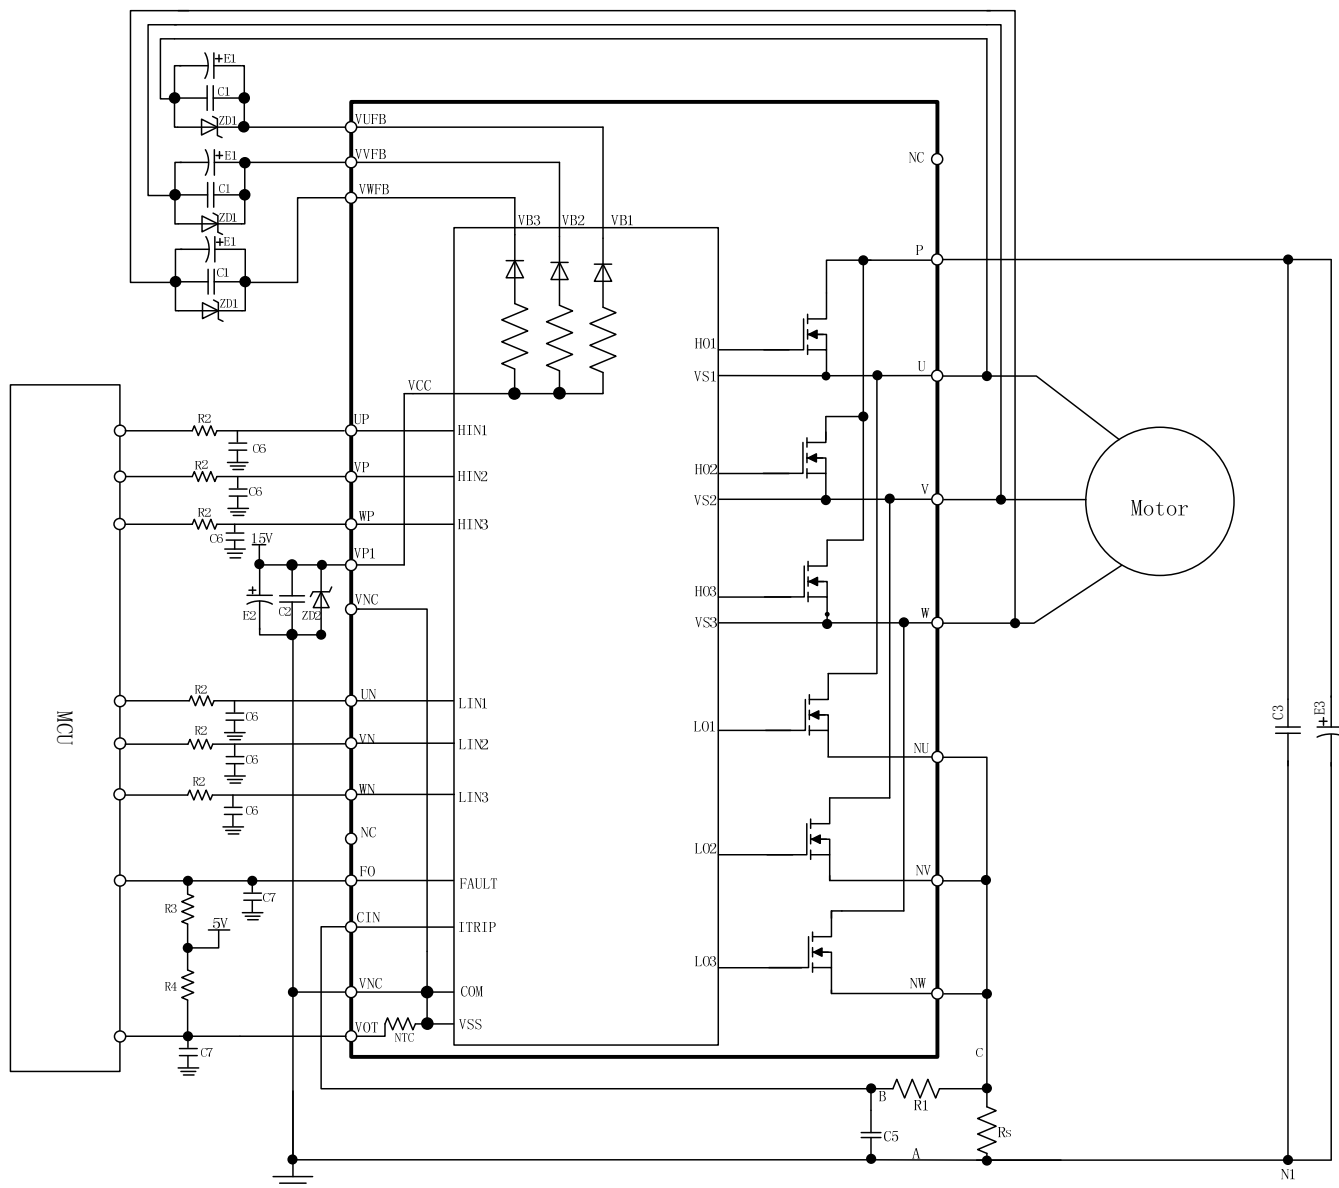 +E1
C1
ZD1
VUFB
+E1
VVFB
NC
C1
VWFB
ZD1
VB3
VB2
VB1
+E1
P
C1
ZD1
HO1
U
VS1
VCC
R2
UP
HIN1
C6
R2
VP
HO2
HIN2
V
C6
VS2
Motor
R2
WP
HIN3
C6
15V
VP1
+
HO3
VNC
E2
C2
ZD2
W
VS3
UN
R2
LIN1
C6
MCU
C3
+E3
LO1
R2
VN
LIN2
NU
C6
R2
WN
LIN3
C6
NC
LO2
FO
NV
FAULT
C7
R3
CIN
5V
ITRIP
LO3
R4
VNC
COM
NW
VOT
VSS
NTC
C7
C
B
R1
Rs
C5
A
N1